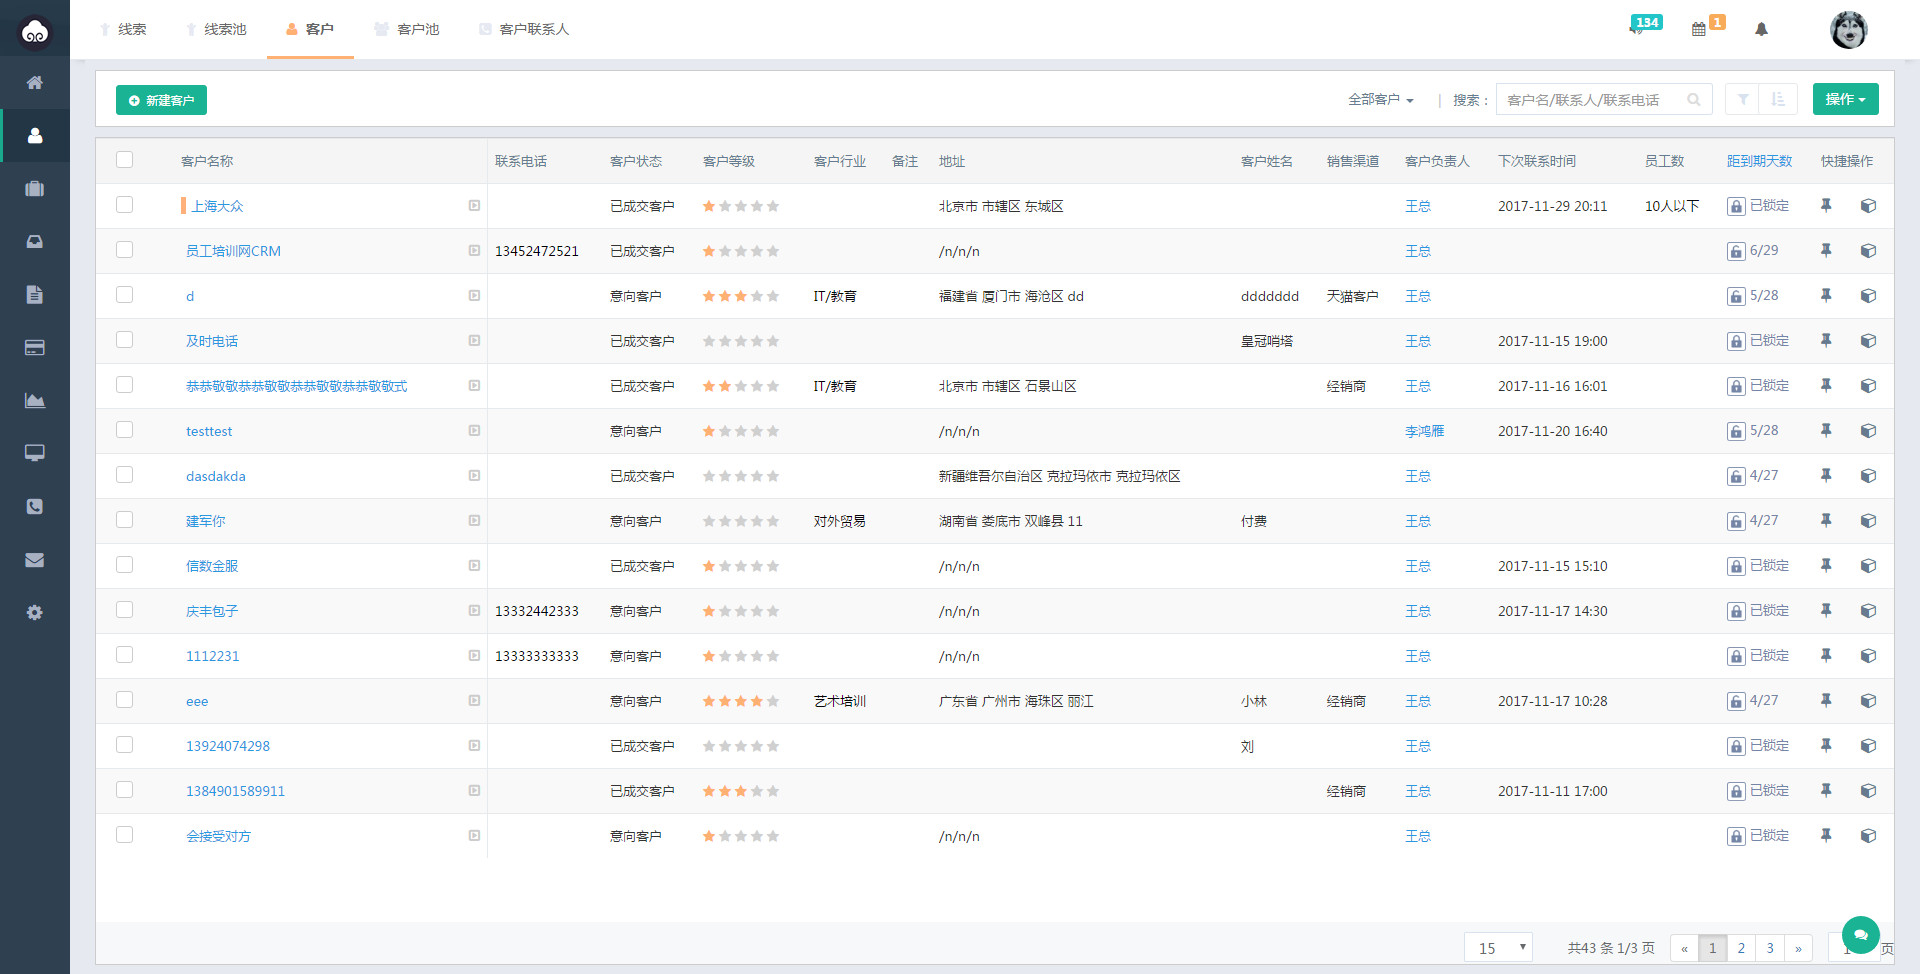 线索 线索池 客户 客户池 客户联系人 134 1
新建客户 全部客户 | 搜索： 客户名/联系人/联系电话 操作
客户名称 联系电话 客户状态 客户等级 客户行业 备注 地址 客户姓名 销售渠道 客户负责人 下次联系时间 员工数 距到期天数 快捷操作
上海大众 已成交客户 北京市 市辖区 东城区 王总 2017-11-29 20:11 10人以下 已锁定
员工培训网CRM 13452472521 已成交客户 /n/n/n 王总 6/29
d 意向客户 IT/教育 福建省 厦门市 海沧区 dd ddddddd 天猫客户 王总 5/28
及时电话 已成交客户 皇冠哨塔 王总 2017-11-15 19:00 已锁定
恭恭敬敬恭恭敬敬恭恭敬敬恭恭敬敬式 已成交客户 IT/教育 北京市 市辖区 石景山区 经销商 王总 2017-11-16 16:01 已锁定
testtest 意向客户 /n/n/n 李鸿雁 2017-11-20 16:40 5/28
dasdakda 已成交客户 新疆维吾尔自治区 克拉玛依市 克拉玛依区 王总 4/27
建军你 意向客户 对外贸易 湖南省 娄底市 双峰县 11 付费 王总 4/27
信数金服 已成交客户 /n/n/n 王总 2017-11-15 15:10 已锁定
庆丰包子 13332442333 意向客户 /n/n/n 王总 2017-11-17 14:30 已锁定
1112231 13333333333 意向客户 /n/n/n 王总 已锁定
eee 意向客户 艺术培训 广东省 广州市 海珠区 丽江 小林 经销商 王总 2017-11-17 10:28 4/27
13924074298 已成交客户 刘 王总 已锁定
1384901589911 已成交客户 经销商 王总 2017-11-11 17:00 已锁定
会接受对方 意向客户 /n/n/n 王总 已锁定
15 共43 条 1/3 页 « 1 2 3 » 1 页